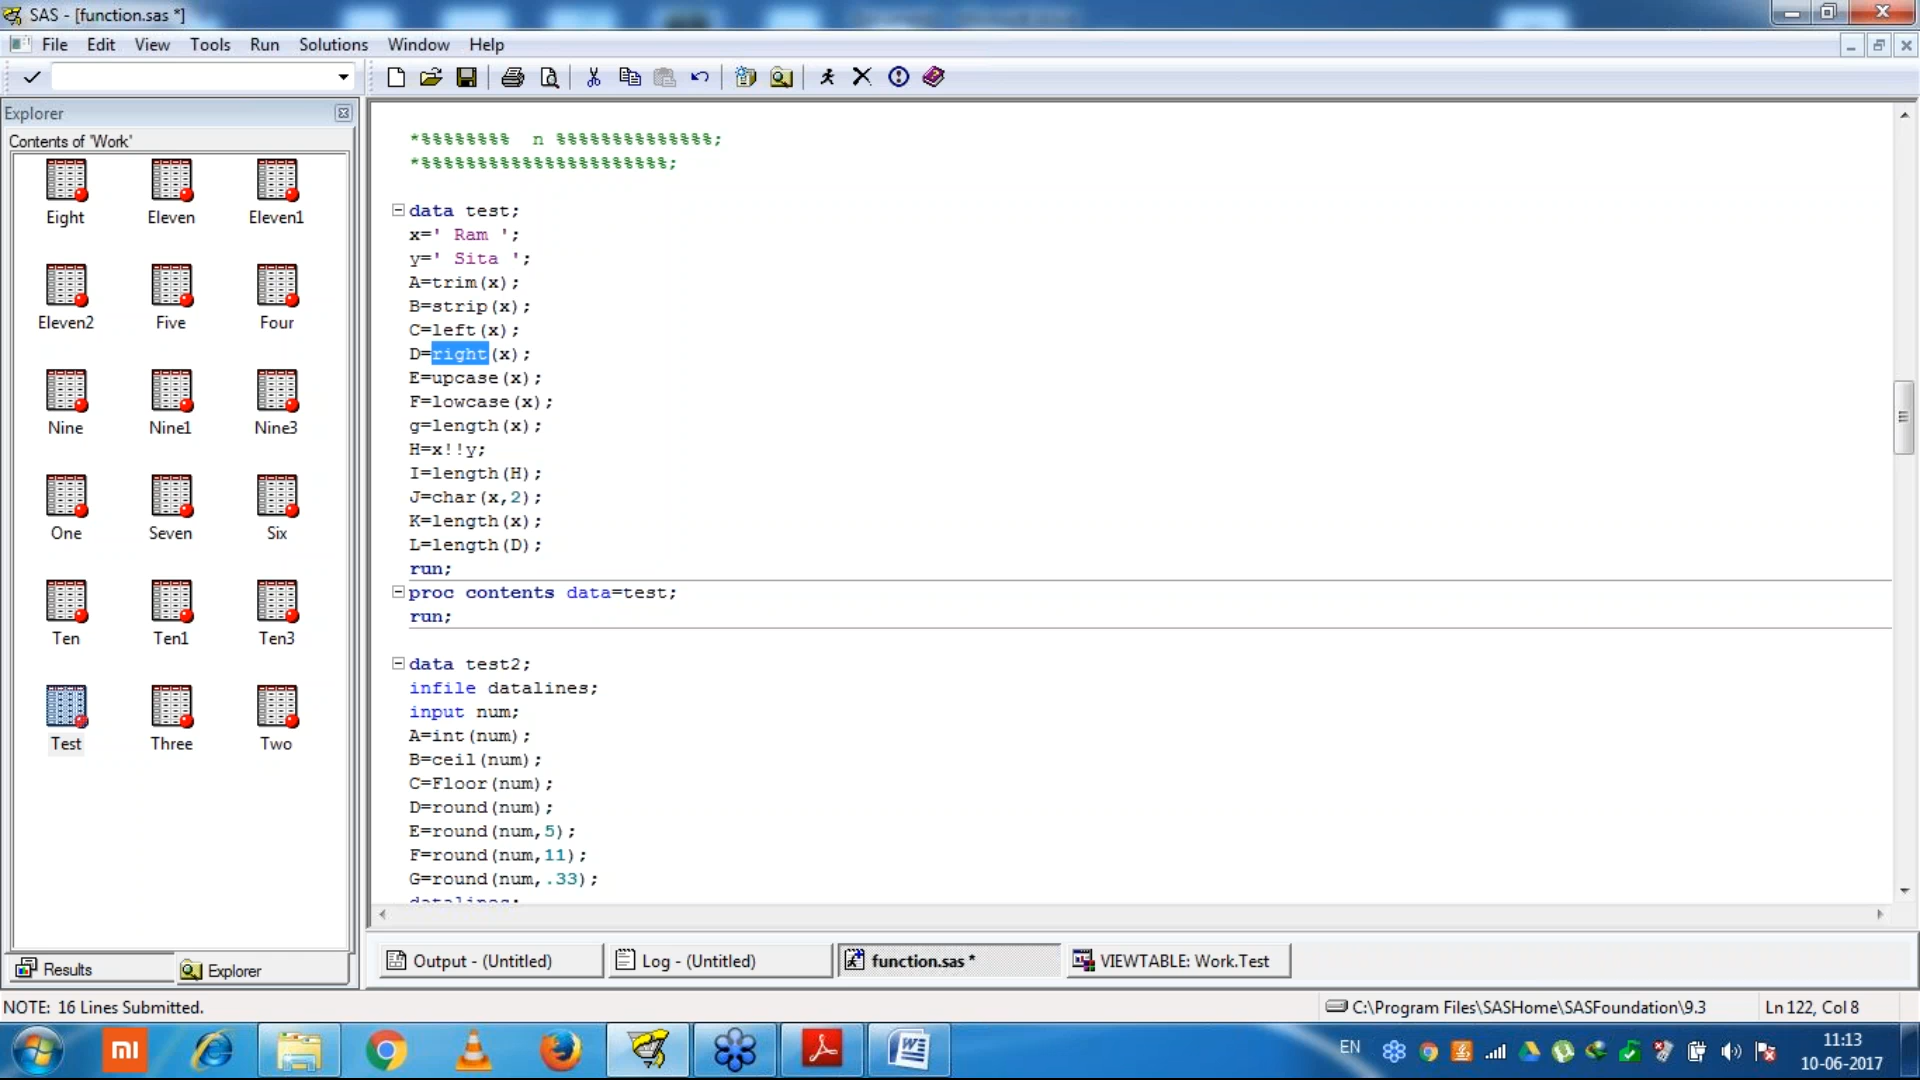 SAS - [function.sas *]
File Edit View Tools Run Solutions Window Help
Explorer
Contents of 'Work'
Eight Eleven Eleven1
Eleven2 Five Four
Nine Nine1 Nine3
One Seven Six
Ten Ten1 Ten3
Test Three Two
Results Explorer
*%%%%%%%% n %%%%%%%%%%%%%%;
*%%%%%%%%%%%%%%%%%%%%%%;
data test;
x=' Ram ';
y=' Sita ';
A=trim(x);
B=strip(x);
C=left(x);
D=right(x);
E=upcase(x);
F=lowcase(x);
g=length(x);
H=x!!y;
I=length(H);
J=char(x,2);
K=length(x);
L=length(D);
run;
proc contents data=test;
run;
data test2;
infile datalines;
input num;
A=int(num);
B=ceil(num);
C=Floor(num);
D=round(num);
E=round(num,5);
F=round(num,11);
G=round(num,.33);
datalines;
Output - (Untitled) Log - (Untitled) function.sas * VIEWTABLE: Work.Test
NOTE: 16 Lines Submitted. C:\Program Files\SASHome\SASFoundation\9.3 Ln 122, Col 8
EN 11:13
10-06-2017